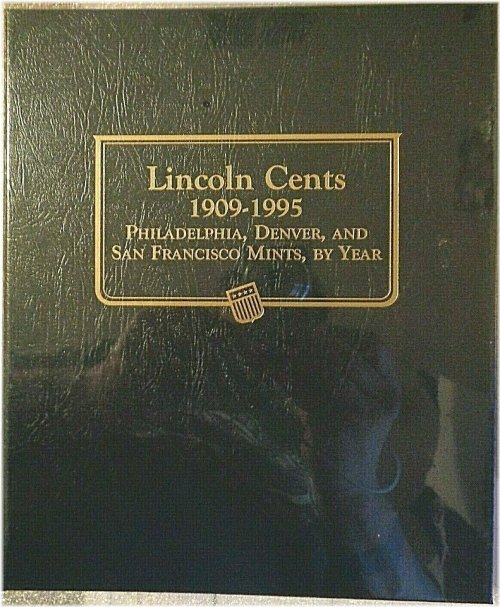 Lincoln Cents
1909-1995
Philadelphia, Denver, and
San Francisco Mints, by Year